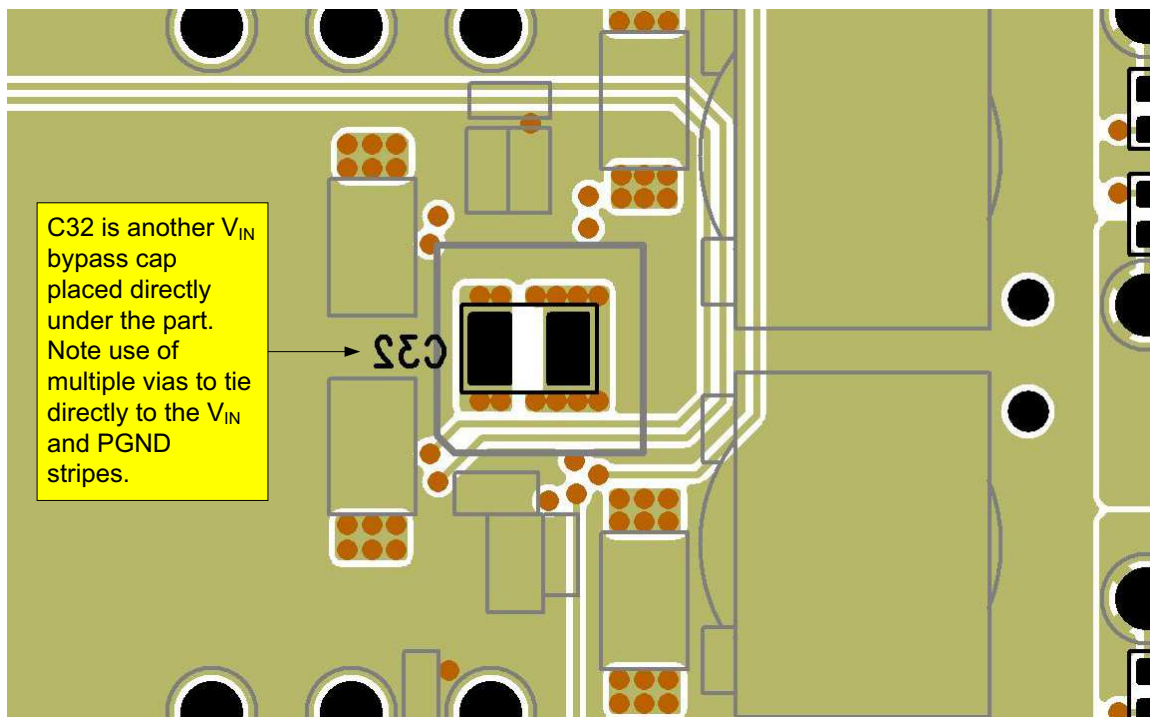 C32 is another VIN
bypass cap
placed directly
under the part.
Note use of
multiple vias to tie
directly to the VIN
and PGND
stripes.
C32